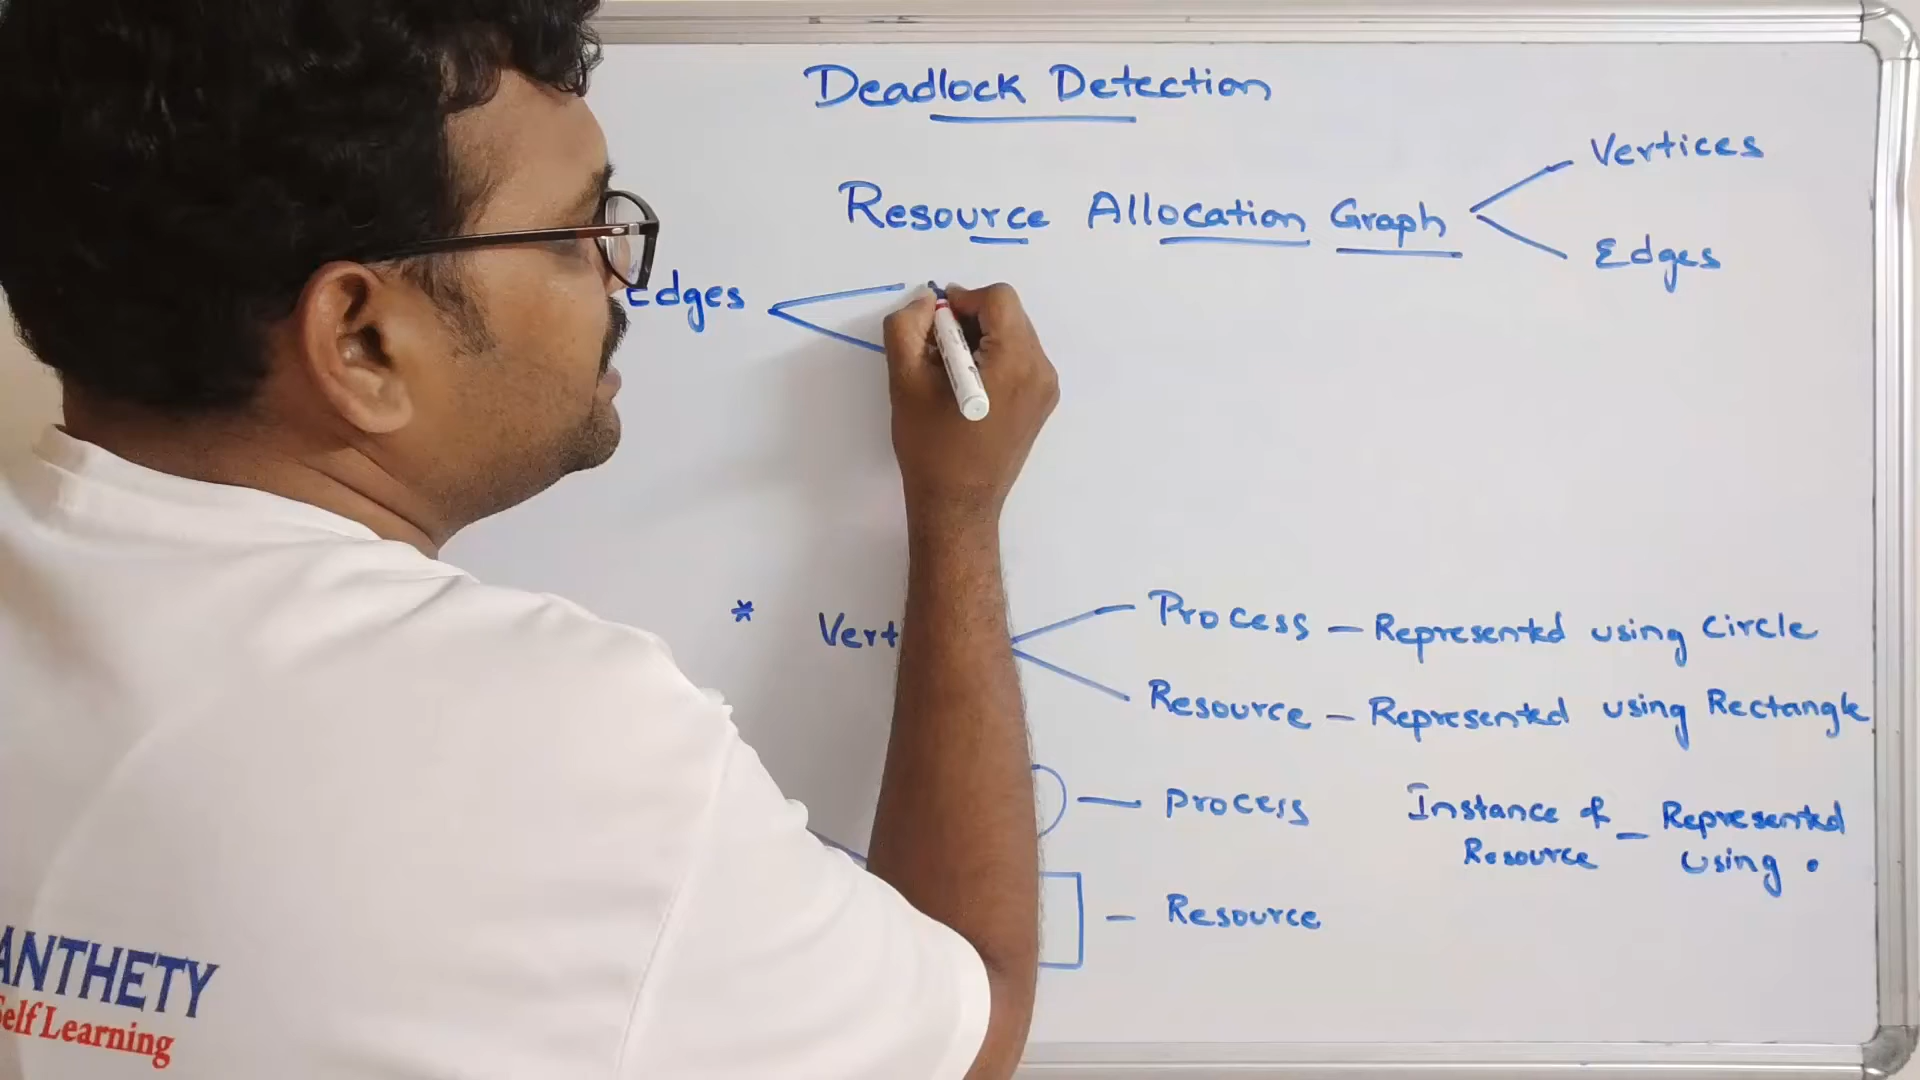 Deadlock Detection
Resource Allocation Graph
Vertices
Edges
Edges
* Vert
Process - Represented using Circle
Resource - Represented using Rectangle
Process
Instance of - Represented
Resource using •
- Resource
ANTHETY
Self Learning